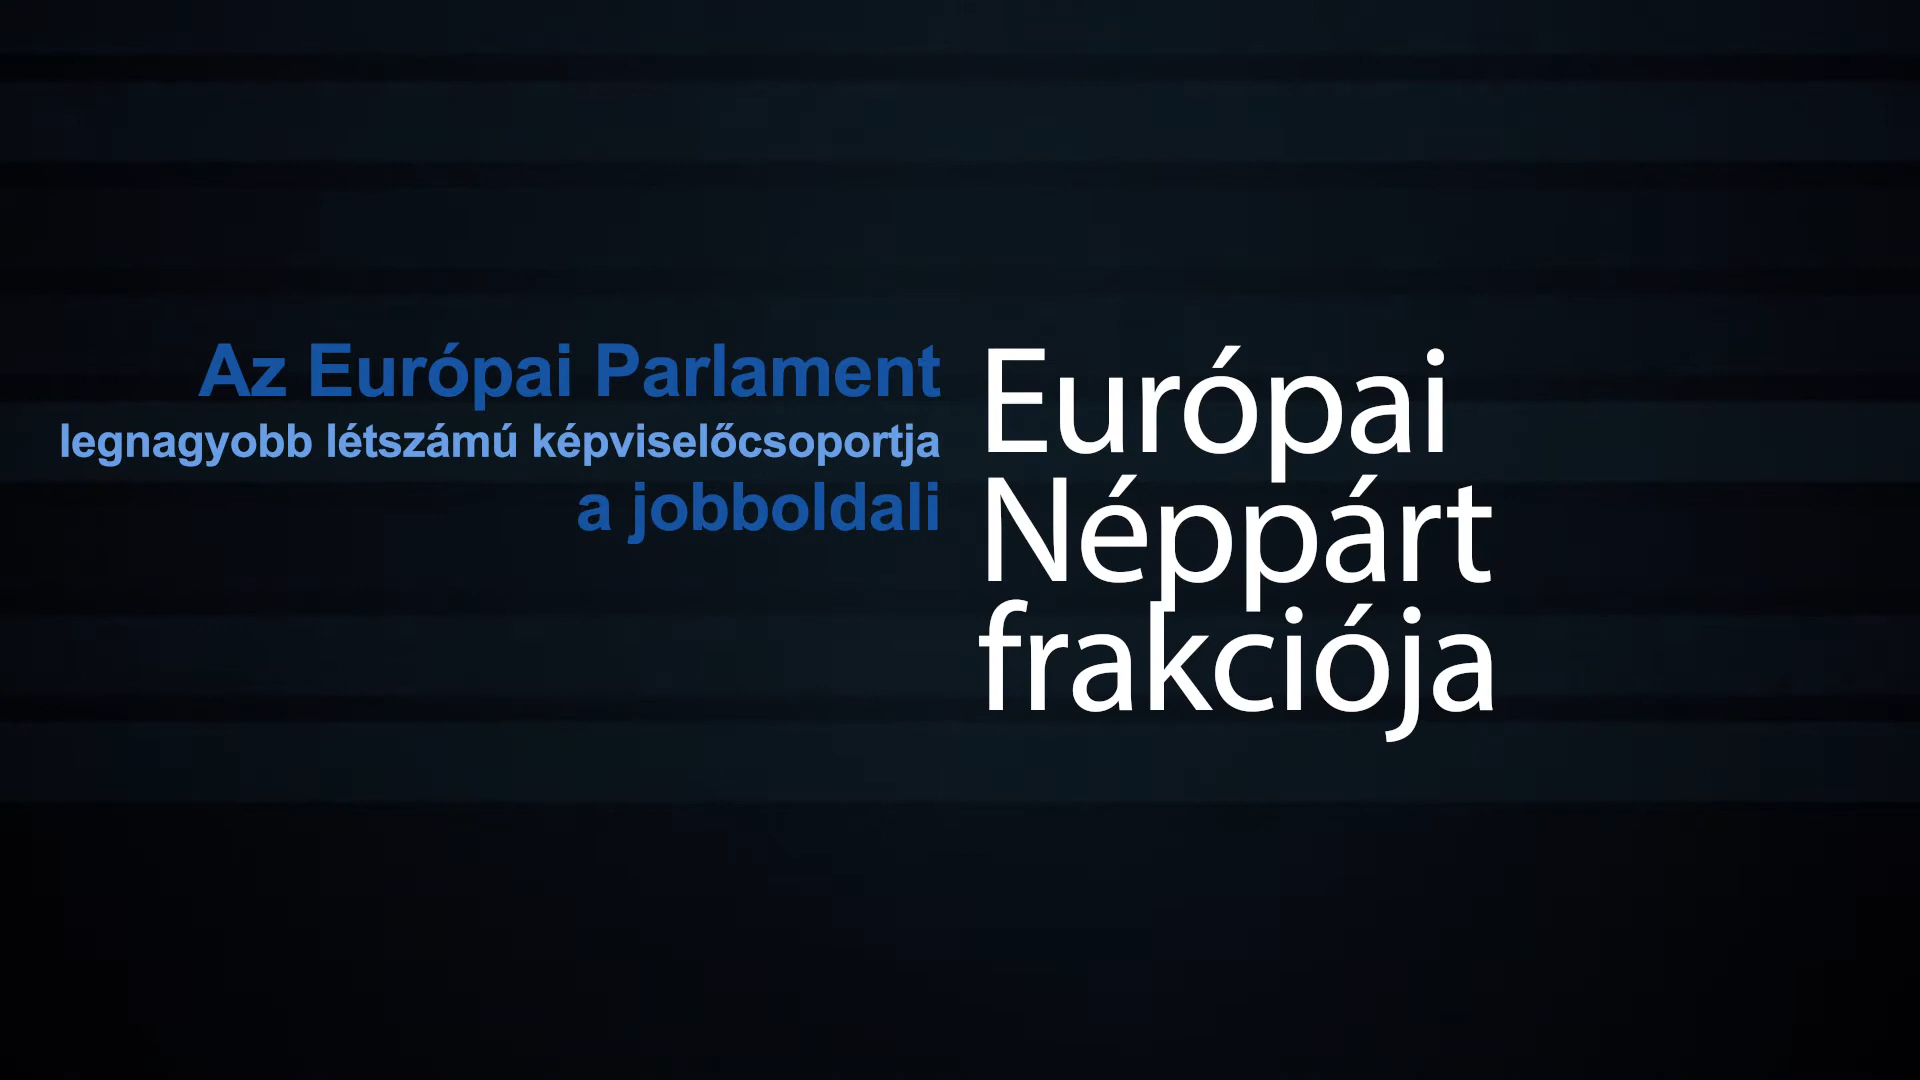 Az Európai Parlament
legnagyobb létszámú képviselőcsoportja
a jobboldali
Európai
Néppárt
frakciója